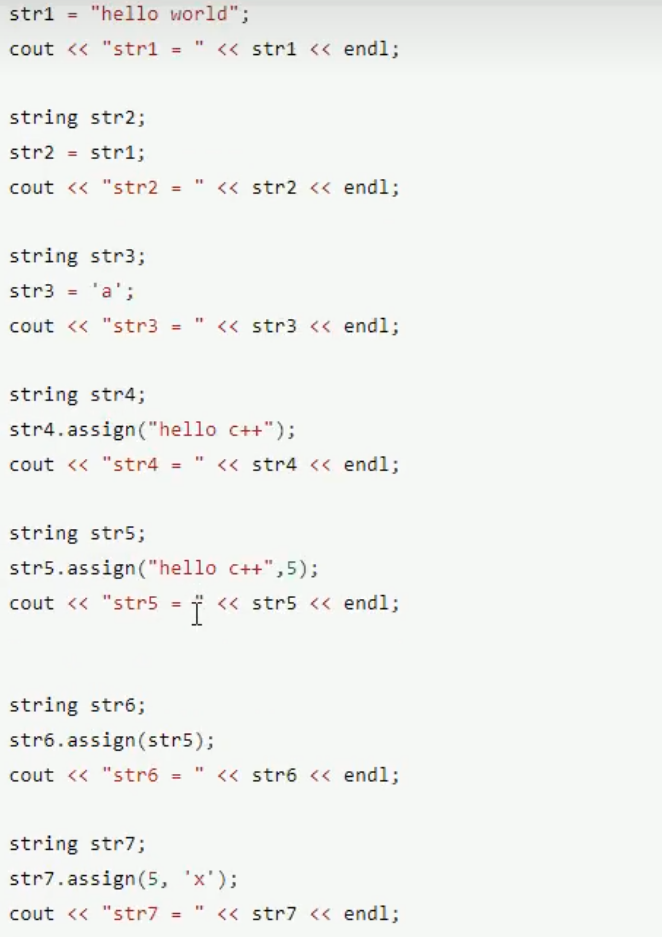 str1 = "hello world";
cout << "str1 = " << str1 << endl;
string str2;
str2 = str1;
cout << "str2 = " << str2 << endl;
string str3;
str3 = 'a';
cout << "str3 = " << str3 << endl;
string str4;
str4.assign("hello c++");
cout << "str4 = " << str4 << endl;
string str5;
str5.assign("hello c++",5);
cout << "str5 = " << str5 << endl;
string str6;
str6.assign(str5);
cout << "str6 = " << str6 << endl;
string str7;
str7.assign(5, 'x');
cout << "str7 = " << str7 << endl;